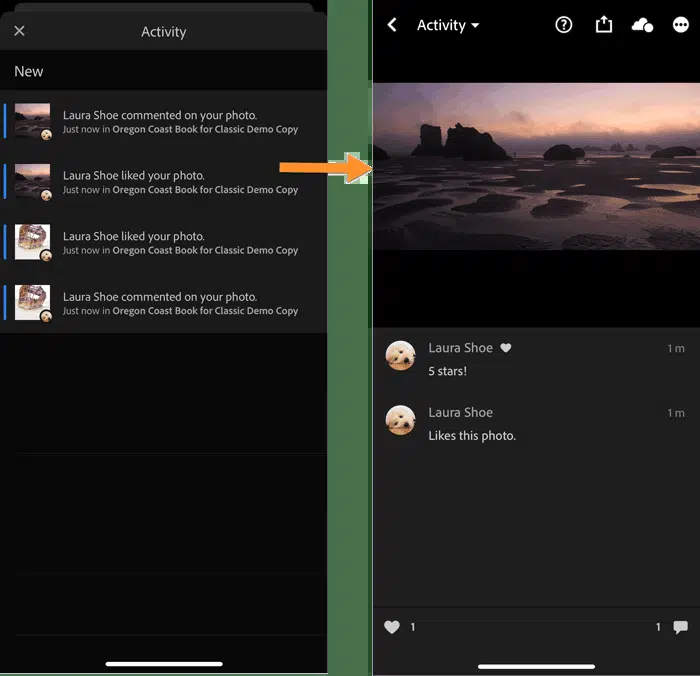 Activity
New
Laura Shoe commented on your photo.
Just now in Oregon Coast Book for Classic Demo Copy
Laura Shoe liked your photo.
Just now in Oregon Coast Book for Classic Demo Copy
Laura Shoe liked your photo.
Just now in Oregon Coast Book for Classic Demo Copy
Laura Shoe commented on your photo.
Just now in Oregon Coast Book for Classic Demo Copy
Activity
Laura Shoe 1 m
5 stars!
Laura Shoe 1 m
Likes this photo.
1 1